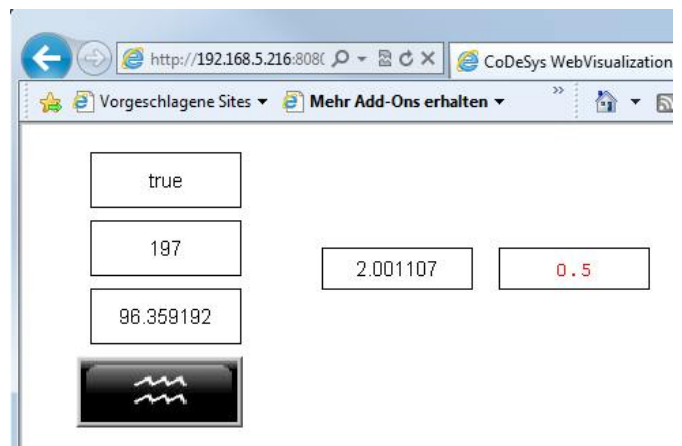 http://192.168.5.216:808
CoDeSys WebVisualization
Vorgeschlagene Sites
Mehr Add-Ons erhalten
true
197
2.001107
0.5
96.359192